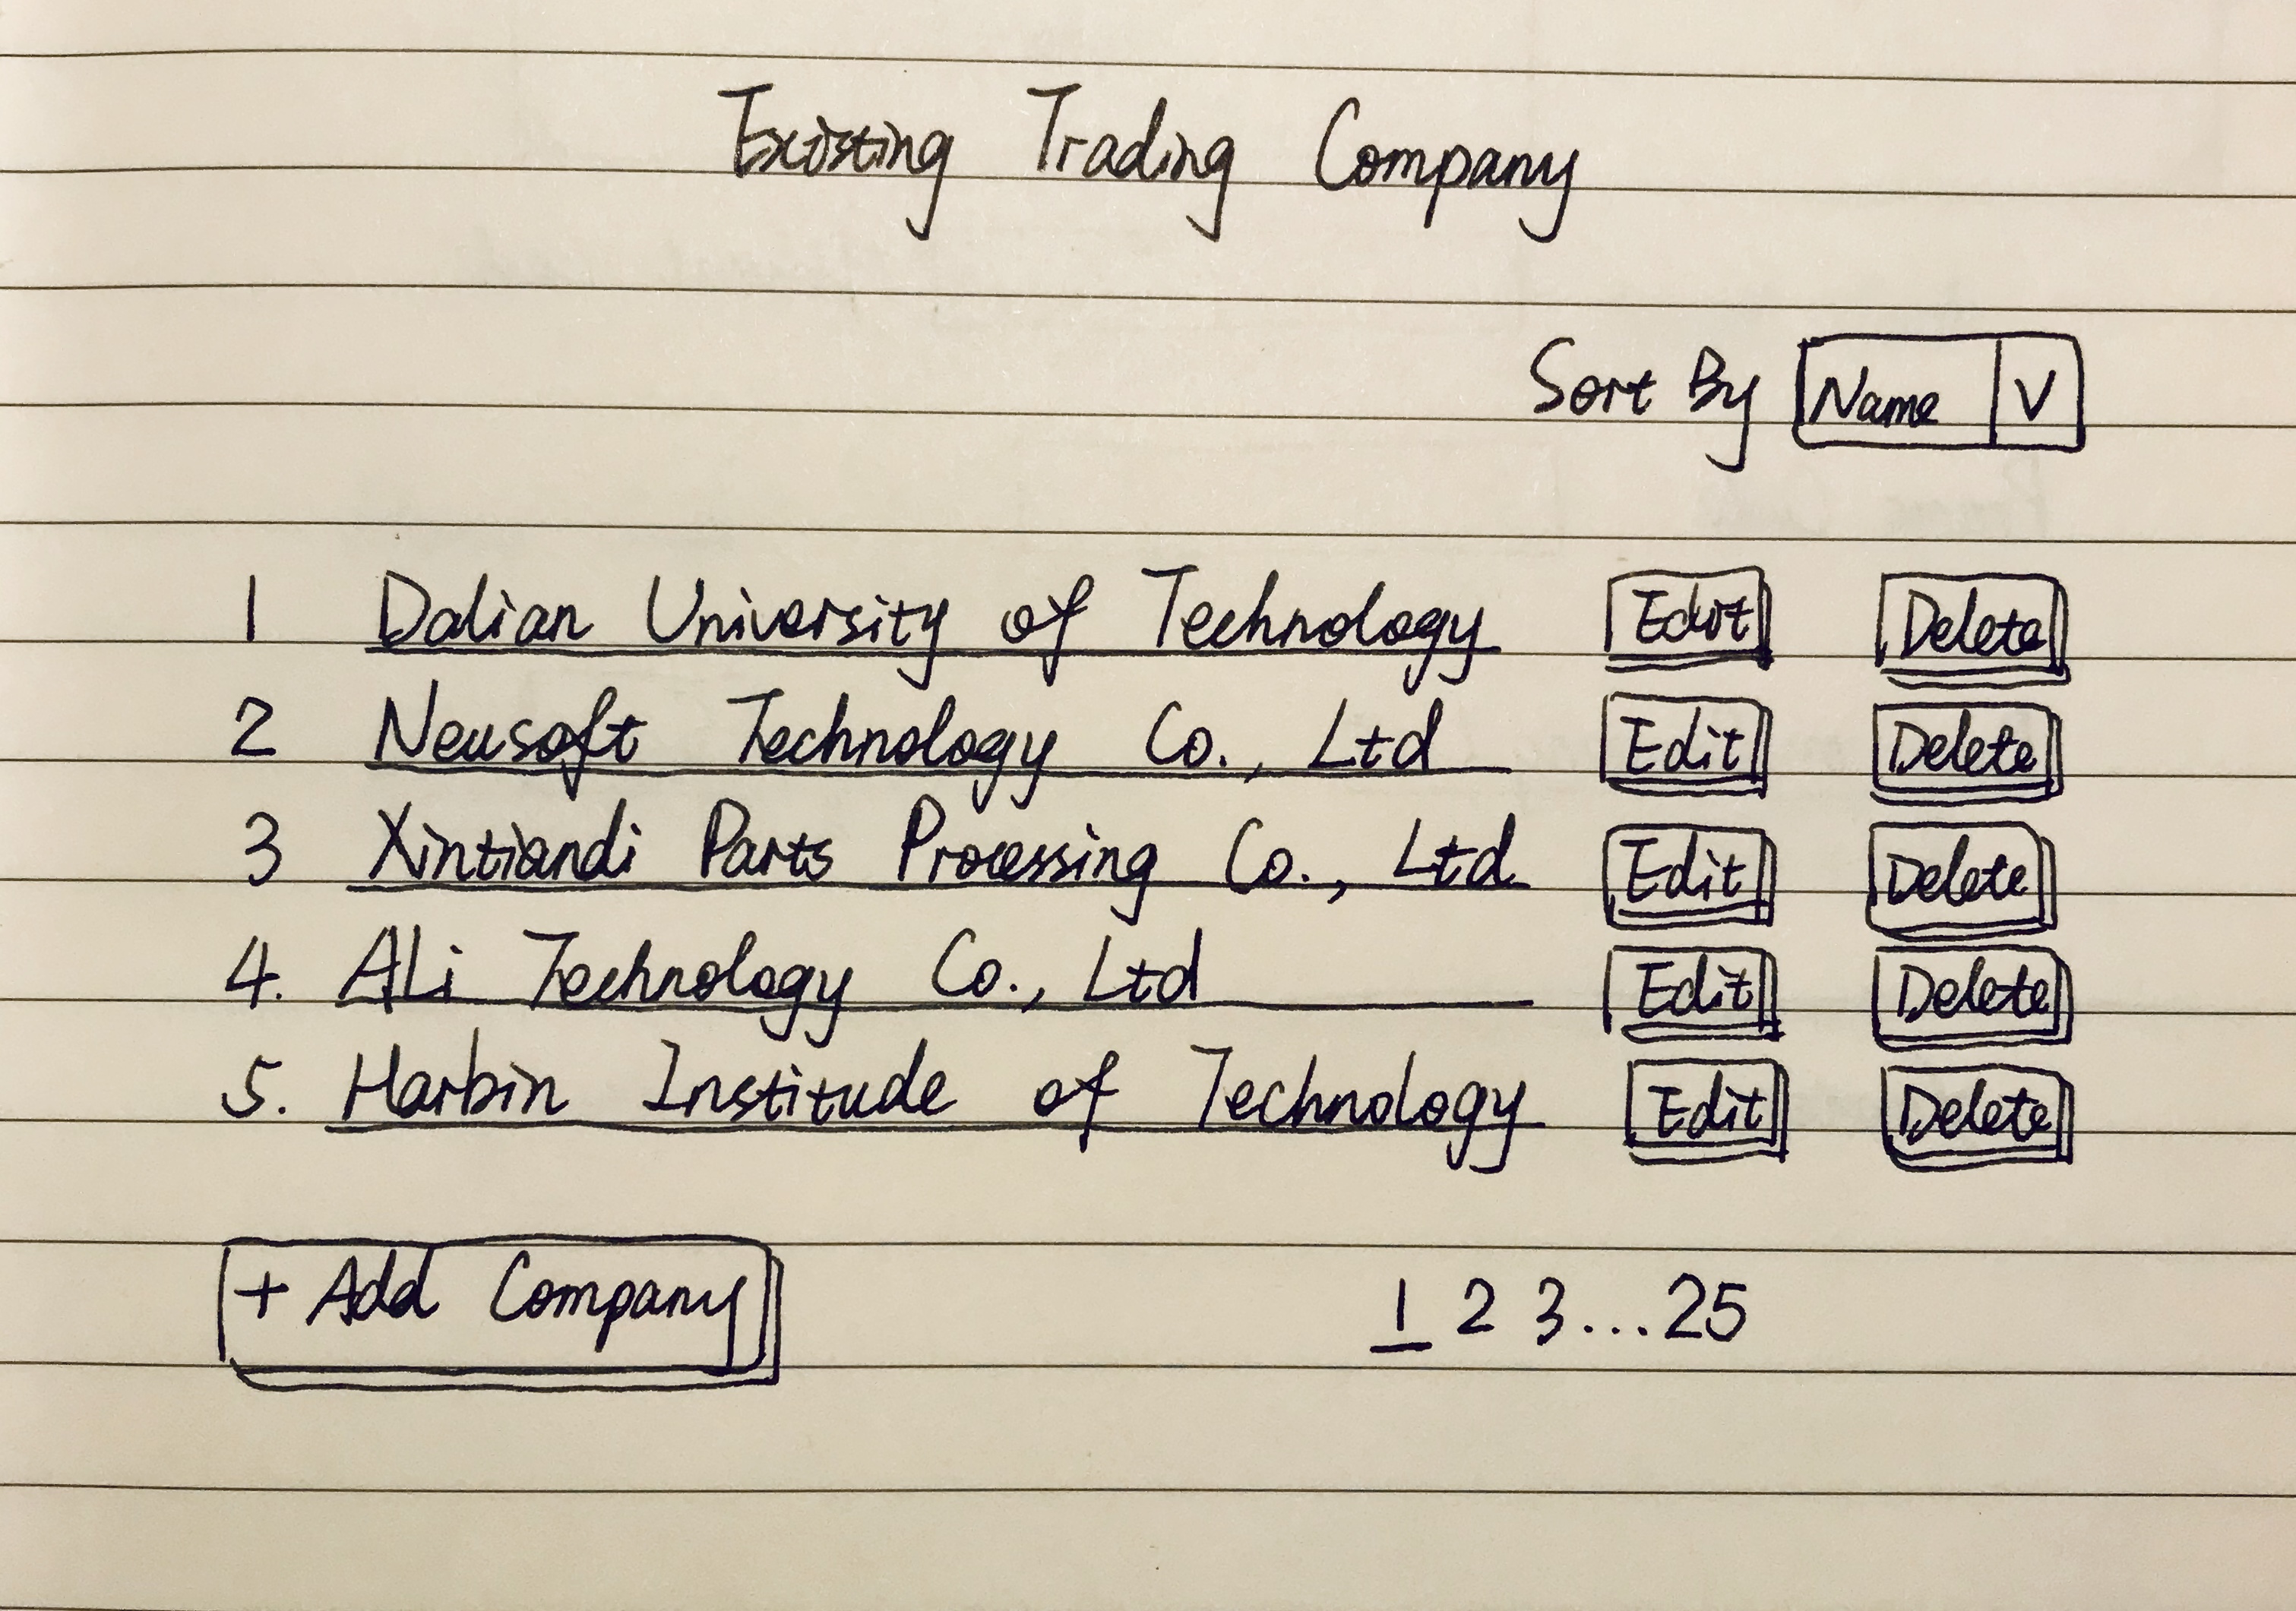 Existing Trading Company
Sort By Name V
1 Dalian University of Technology Edit Delete
2 Neusoft Technology Co., Ltd Edit Delete
3 Xintiandi Parts Processing Co., Ltd Edit Delete
4. ALi Technology Co., Ltd Edit Delete
5. Harbin Institude of Technology Edit Delete
+ Add Company 1 2 3...25